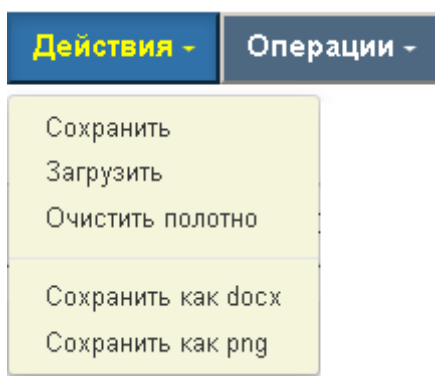 Действия Операции
Сохранить
Загрузить
Очистить полотно
Сохранить как docx
Сохранить как png